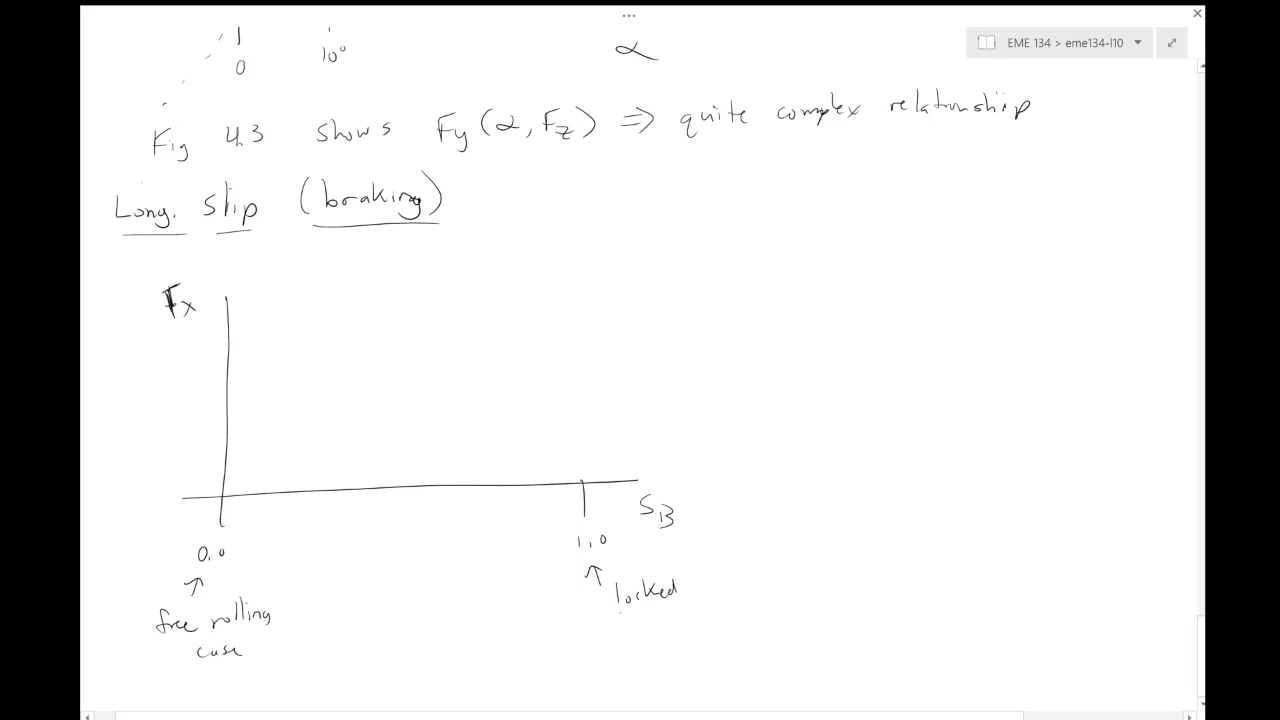 ...
EME 134 > eme134-l10
0
10°
α
Fig 4.3 shows Fy (α, Fz) ⇒ quite complex relationship
Long. Slip (braking)
Fx
SB
0.0
1.0
↑
↑
locked
free rolling
case